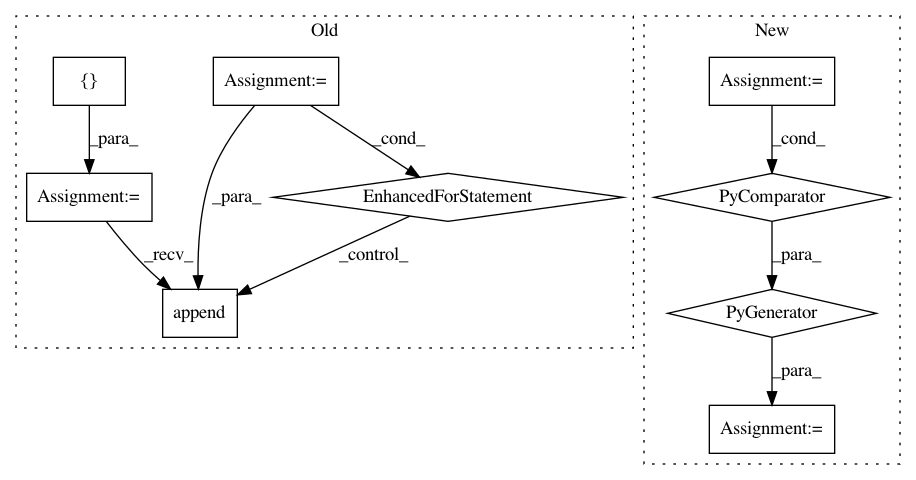 Old
New
{}
Assignment:=
Assignment:=
_para_
_cond_
_cond_
Assignment:=
EnhancedForStatement
PyComparator
_para_
_recv_
_control_
_para_
append
PyGenerator
_para_
Assignment:=